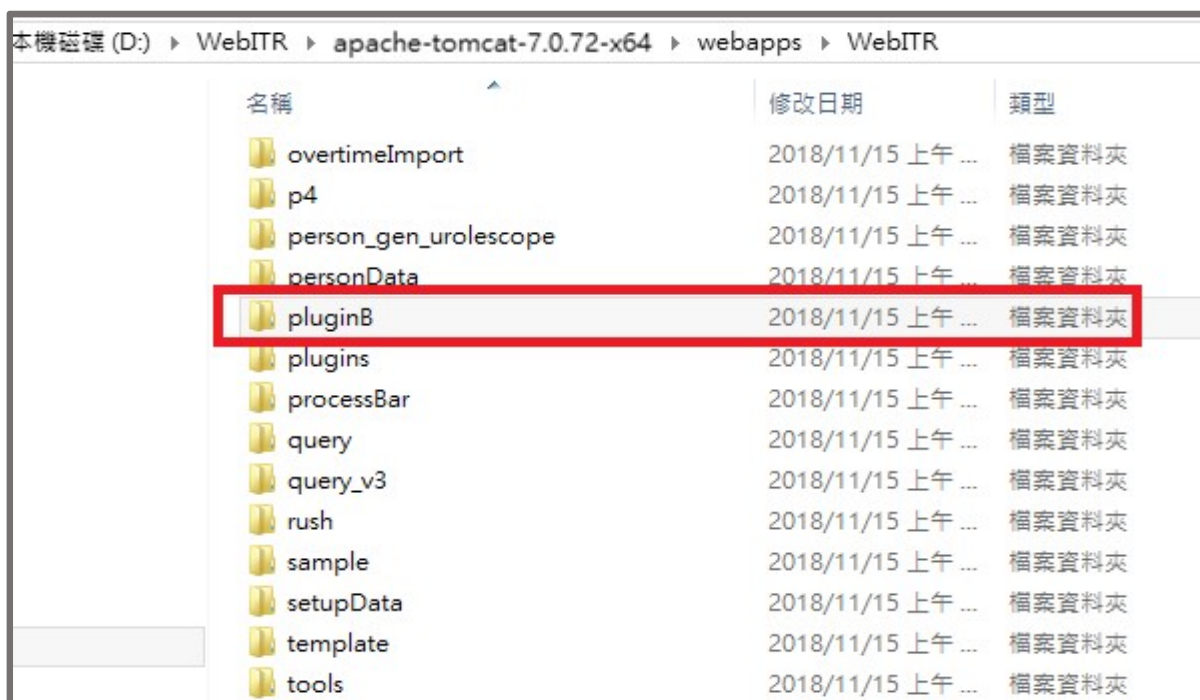 本機磁碟 (D:) ▸ WebITR ▸ apache-tomcat-7.0.72-x64 ▸ webapps ▸ WebITR
名稱 修改日期 類型
overtimeImport 2018/11/15 上午 ... 檔案資料夾
p4 2018/11/15 上午 ... 檔案資料夾
person_gen_urolescope 2018/11/15 上午 ... 檔案資料夾
personData 2018/11/15 上午 ... 檔案資料夾
pluginB 2018/11/15 上午 ... 檔案資料夾
plugins 2018/11/15 上午 ... 檔案資料夾
processBar 2018/11/15 上午 ... 檔案資料夾
query 2018/11/15 上午 ... 檔案資料夾
query_v3 2018/11/15 上午 ... 檔案資料夾
rush 2018/11/15 上午 ... 檔案資料夾
sample 2018/11/15 上午 ... 檔案資料夾
setupData 2018/11/15 上午 ... 檔案資料夾
template 2018/11/15 上午 ... 檔案資料夾
tools 2018/11/15 上午 ... 檔案資料夾